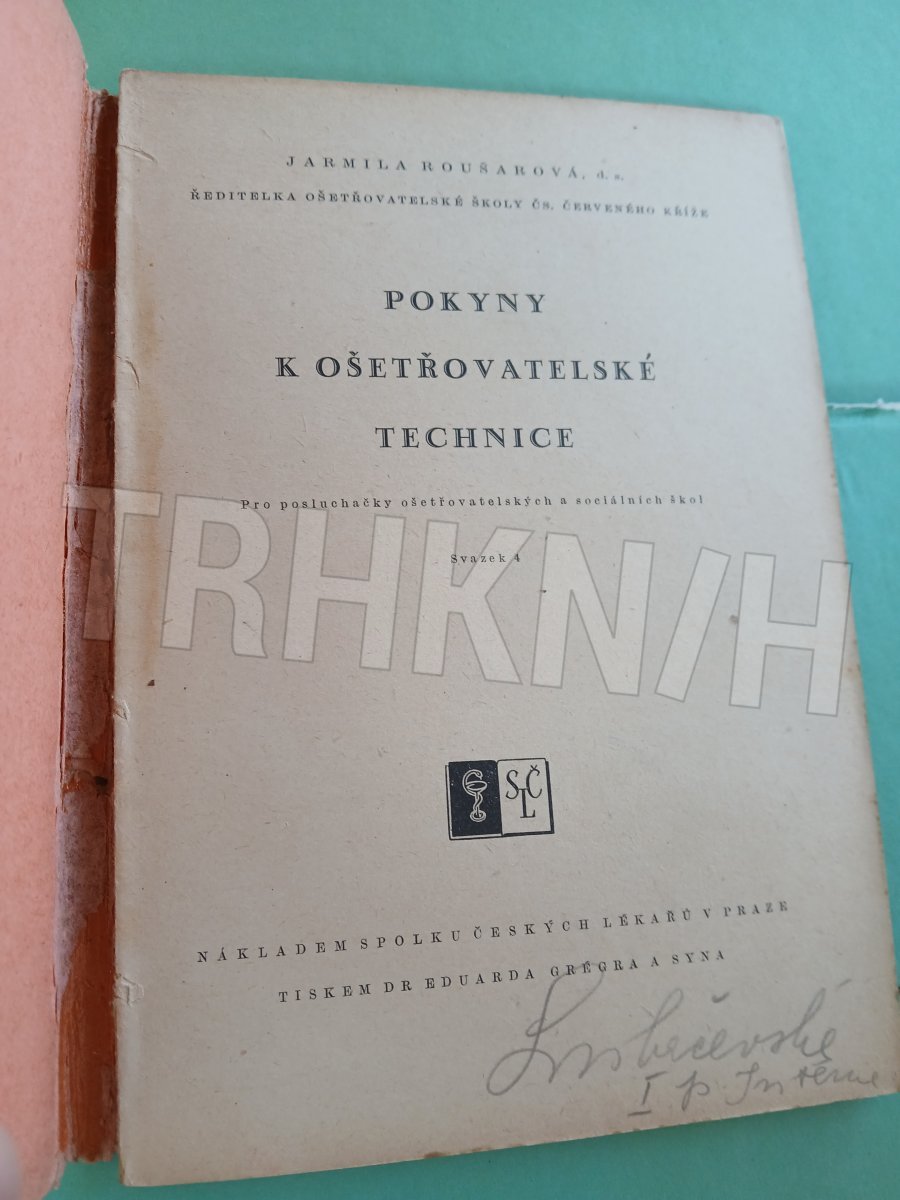 JARMILA ROUŠAROVÁ, d. s.
ŘEDITELKA OŠETŘOVATELSKÉ ŠKOLY ČS. ČERVENÉHO KŘÍŽE
POKYNY
K OŠETŘOVATELSKÉ
TECHNICE
Pro posluchačky ošetřovatelských a sociálních škol
Svazek 4
TRHKN/H
SČL
NÁKLADEM SPOLKU ČESKÝCH LÉKAŘŮ V PRAZE
TISKEM DR EDUARDA GRÉGRA A SYNA
I p